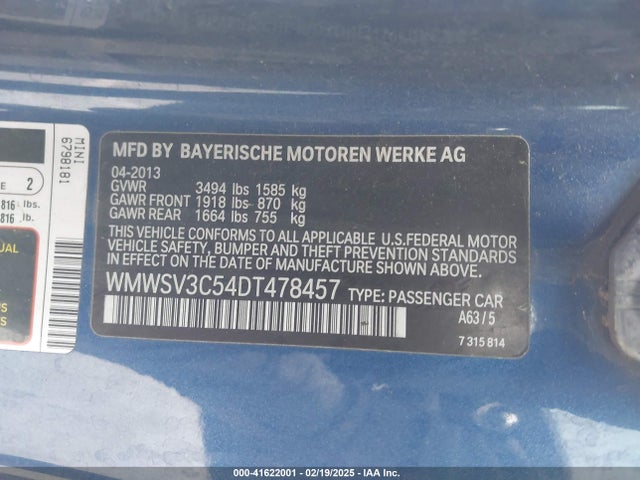 MINI
6798181
E 2
816 lbs.
816 lb.
UAL
MFD BY BAYERISCHE MOTOREN WERKE AG
04-2013
GVWR 3494 lbs 1585 kg
GAWR FRONT 1918 lbs- 870 kg
GAWR REAR 1664 lbs 755 kg
THIS VEHICLE CONFORMS TO ALL APPLICABLE U.S.FEDERAL MOTOR
VEHICLE SAFETY, BUMPER AND THEFT PREVENTION STANDARDS
IN EFFECT ON THE DATE OF MANUFACTURE SHOWN ABOVE.
WMWSV3C54DT478457 TYPE: PASSENGER CAR
A63/5
7 315 814
000-41622001 - 02/19/2025 - IAA Inc.